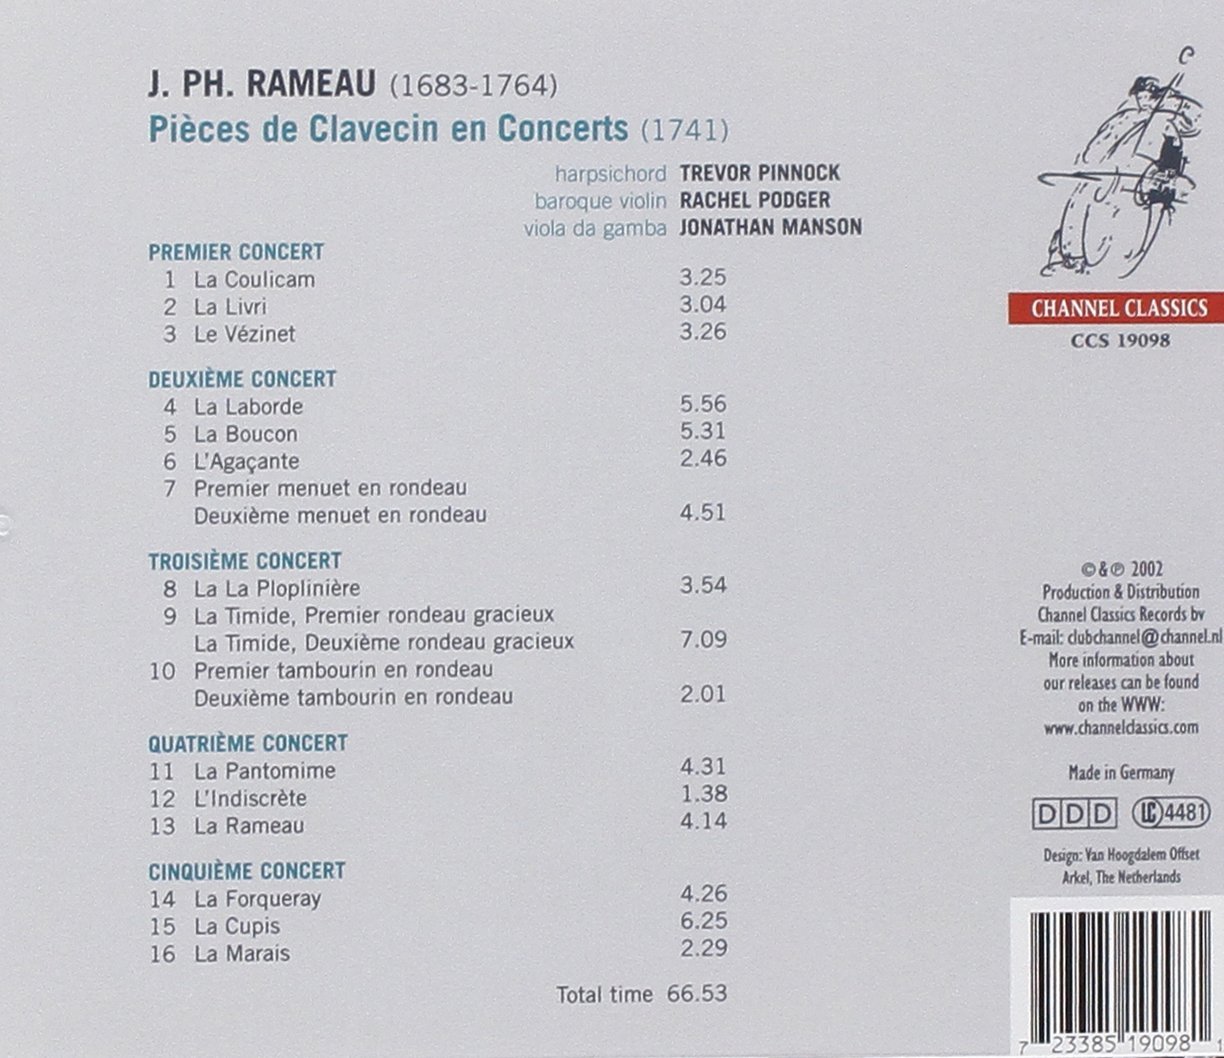 J. PH. RAMEAU (1683-1764)
Pièces de Clavecin en Concerts (1741)
harpsichord TREVOR PINNOCK
baroque violin RACHEL PODGER
viola da gamba JONATHAN MANSON
PREMIER CONCERT
1 La Coulicam 3.25
2 La Livri 3.04
3 Le Vézinet 3.26
DEUXIÈME CONCERT
4 La Laborde 5.56
5 La Boucon 5.31
6 L'Agaçante 2.46
7 Premier menuet en rondeau
Deuxième menuet en rondeau 4.51
TROISIÈME CONCERT
8 La La Ploplinière 3.54
9 La Timide, Premier rondeau gracieux
La Timide, Deuxième rondeau gracieux 7.09
10 Premier tambourin en rondeau
Deuxième tambourin en rondeau 2.01
QUATRIÈME CONCERT
11 La Pantomime 4.31
12 L'Indiscrète 1.38
13 La Rameau 4.14
CINQUIÈME CONCERT
14 La Forqueray 4.26
15 La Cupis 6.25
16 La Marais 2.29
Total time 66.53
CHANNEL CLASSICS
CCS 19098
©&℗ 2002
Production & Distribution
Channel Classics Records bv
E-mail: clubchannel@channel.nl
More information about
our releases can be found
on the WWW:
www.channelclassics.com
Made in Germany
DDD LC 4481
Design: Van Hoogdalem Offset
Arkel, The Netherlands
7 23385 19098 1